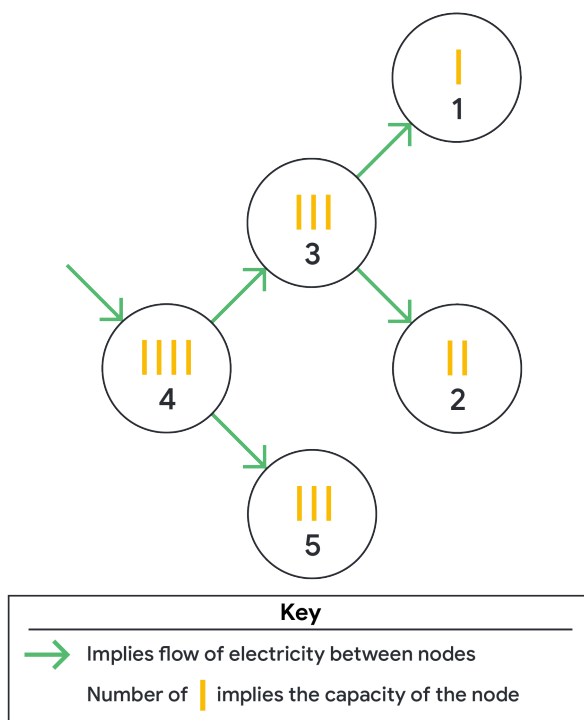 1
3
4
2
5
Key
Implies flow of electricity between nodes
Number of | implies the capacity of the node